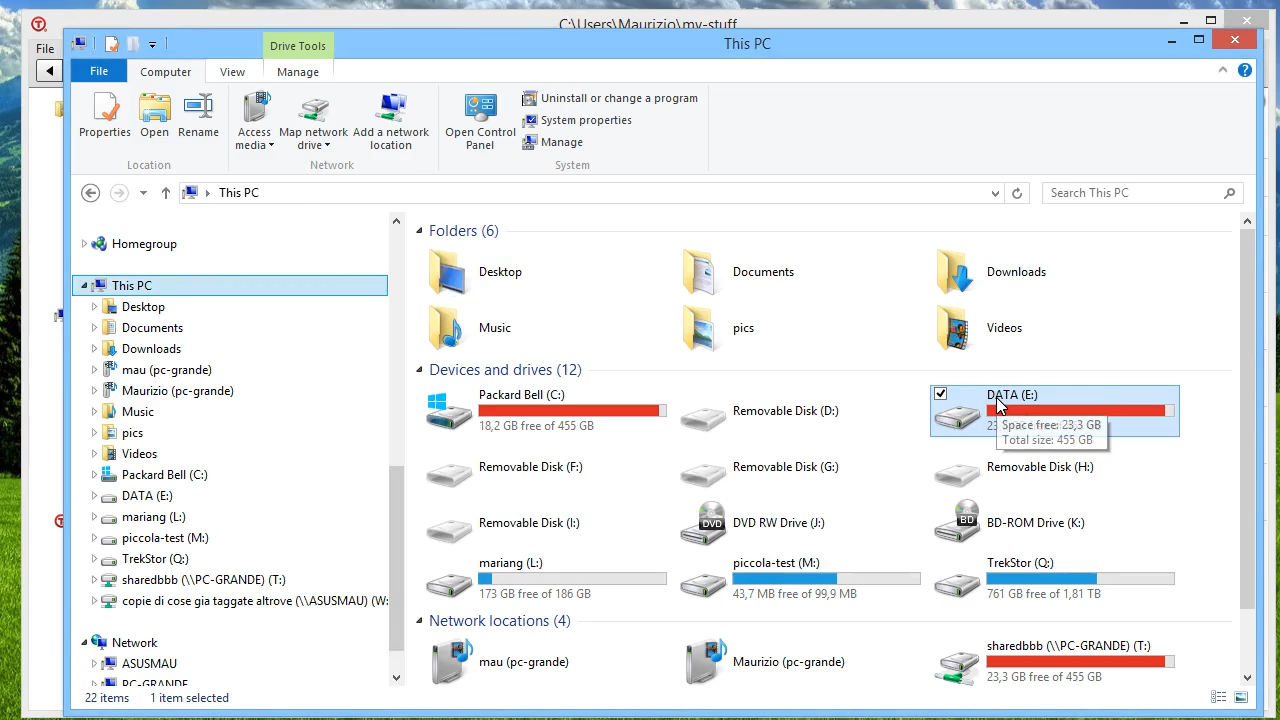 C:\Users\Maurizio\my-stuff
File
Drive Tools
This PC
File
Computer
View
Manage
Properties
Open
Rename
Access media
Map network drive
Add a network location
Open Control Panel
Uninstall or change a program
System properties
Manage
Location
Network
System
This PC
Search This PC
Homegroup
This PC
Desktop
Documents
Downloads
mau (pc-grande)
Maurizio (pc-grande)
Music
pics
Videos
Packard Bell (C:)
DATA (E:)
mariang (L:)
piccola-test (M:)
TrekStor (Q:)
sharedbbb (\\PC-GRANDE) (T:)
copie di cose gia taggate altrove (\\ASUSMAU) (W:
Network
ASUSMAU
PC-GRANDE
Folders (6)
Desktop
Documents
Downloads
Music
pics
Videos
Devices and drives (12)
Packard Bell (C:)
18,2 GB free of 455 GB
Removable Disk (D:)
DATA (E:)
23
Space free: 23,3 GB
Total size: 455 GB
Removable Disk (F:)
Removable Disk (G:)
Removable Disk (H:)
Removable Disk (I:)
DVD
DVD RW Drive (J:)
BD
BD-ROM Drive (K:)
mariang (L:)
173 GB free of 186 GB
piccola-test (M:)
43,7 MB free of 99,9 MB
TrekStor (Q:)
761 GB free of 1,81 TB
Network locations (4)
mau (pc-grande)
Maurizio (pc-grande)
sharedbbb (\\PC-GRANDE) (T:)
23,3 GB free of 455 GB
22 items
1 item selected